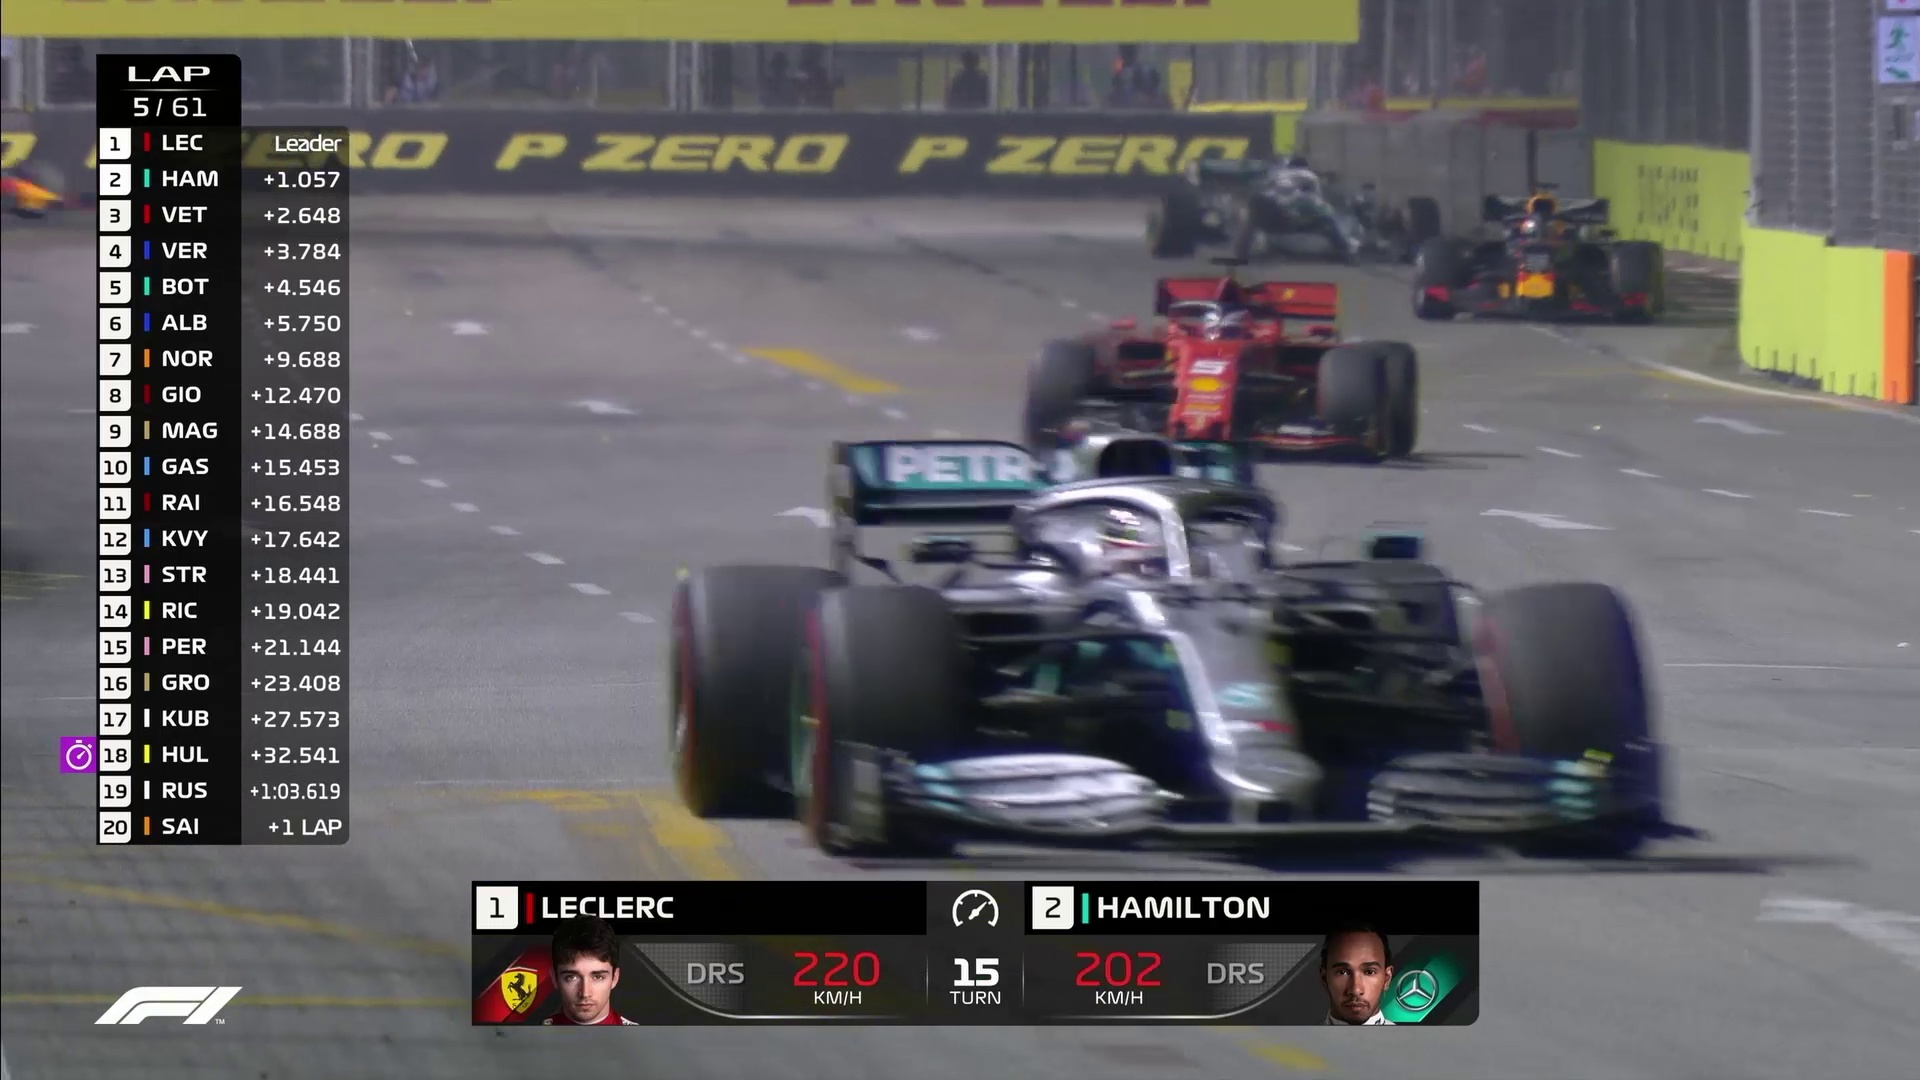 P ZERO P ZERO
LAP
5 / 61
1 LEC Leader
2 HAM +1.057
3 VET +2.648
4 VER +3.784
5 BOT +4.546
6 ALB +5.750
7 NOR +9.688
8 GIO +12.470
9 MAG +14.688
10 GAS +15.453
11 RAI +16.548
12 KVY +17.642
13 STR +18.441
14 RIC +19.042
15 PER +21.144
16 GRO +23.408
17 KUB +27.573
18 HUL +32.541
19 RUS +1:03.619
20 SAI +1 LAP
5
PETR
1 LECLERC 2 HAMILTON
DRS 220 KM/H 15 TURN 202 KM/H DRS
F1